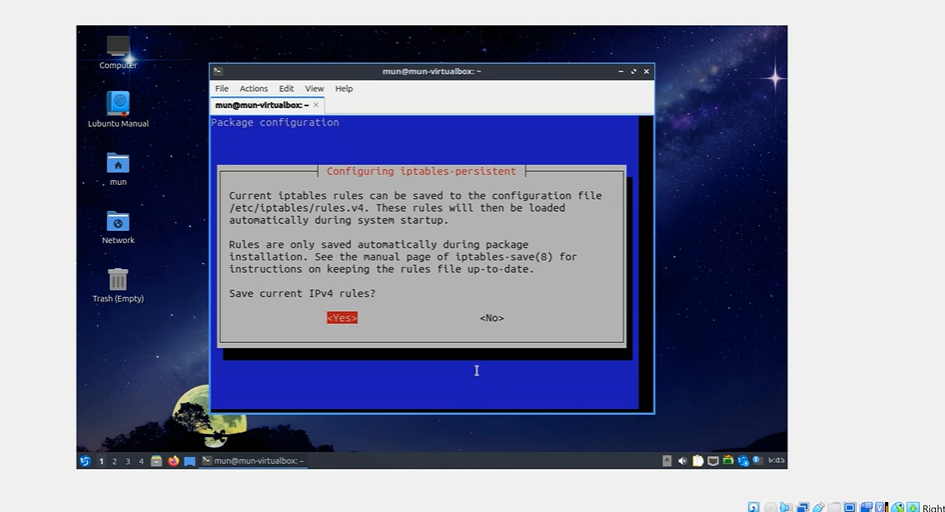 Computer
Lubuntu Manual
mun
Network
Trash (Empty)
mun@mun-virtualbox: ~
File Actions Edit View Help
mun@mun-virtualbox: ~ ×
Package configuration
Configuring iptables-persistent
Current iptables rules can be saved to the configuration file
/etc/iptables/rules.v4. These rules will then be loaded
automatically during system startup.
Rules are only saved automatically during package
installation. See the manual page of iptables-save(8) for
instructions on keeping the rules file up-to-date.
Save current IPv4 rules?
<Yes> <No>
1 2 3 4 mun@mun-virtualbox: ~
Right